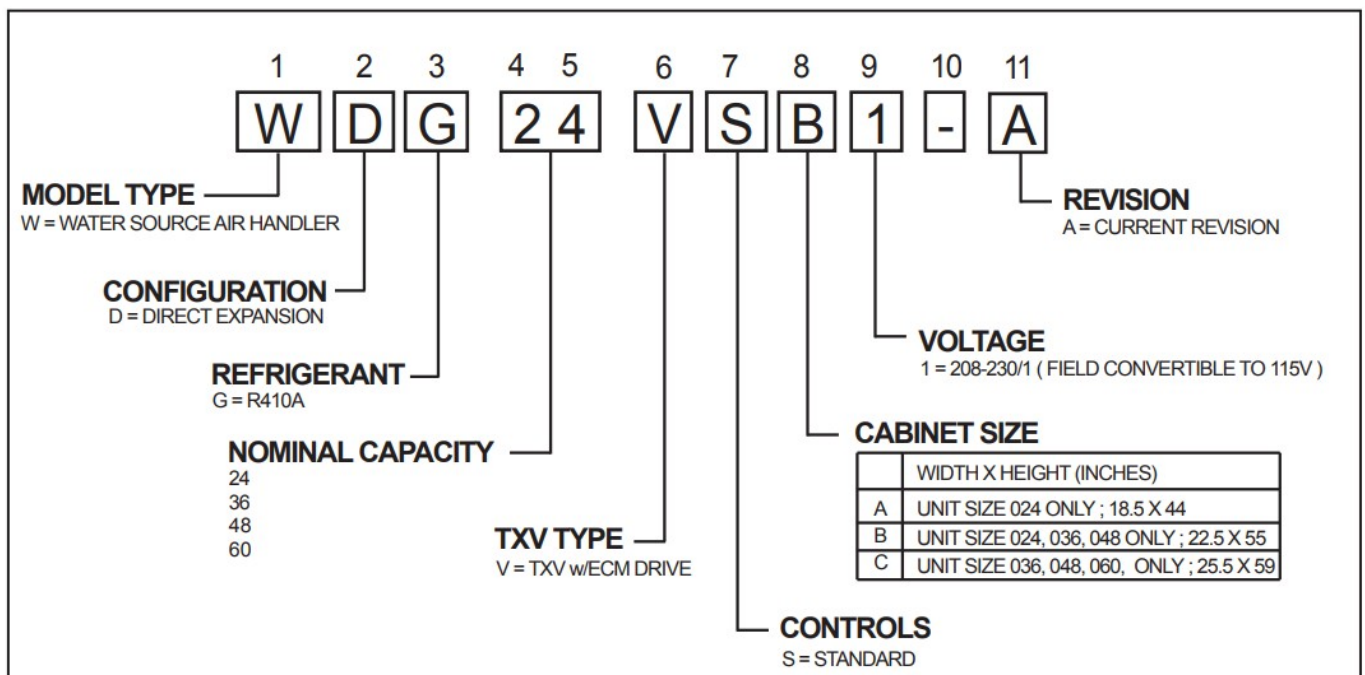 1 2 3 4 5 6 7 8 9 10 11
W D G 2 4 V S B 1 - A
MODEL TYPE
W = WATER SOURCE AIR HANDLER
REVISION
A = CURRENT REVISION
CONFIGURATION
D = DIRECT EXPANSION
VOLTAGE
1 = 208-230/1 ( FIELD CONVERTIBLE TO 115V )
REFRIGERANT
G = R410A
CABINET SIZE
WIDTH X HEIGHT (INCHES)
A UNIT SIZE 024 ONLY ; 18.5 X 44
B UNIT SIZE 024, 036, 048 ONLY ; 22.5 X 55
C UNIT SIZE 036, 048, 060, ONLY ; 25.5 X 59
NOMINAL CAPACITY
24
36
48
60
TXV TYPE
V = TXV w/ECM DRIVE
CONTROLS
S = STANDARD